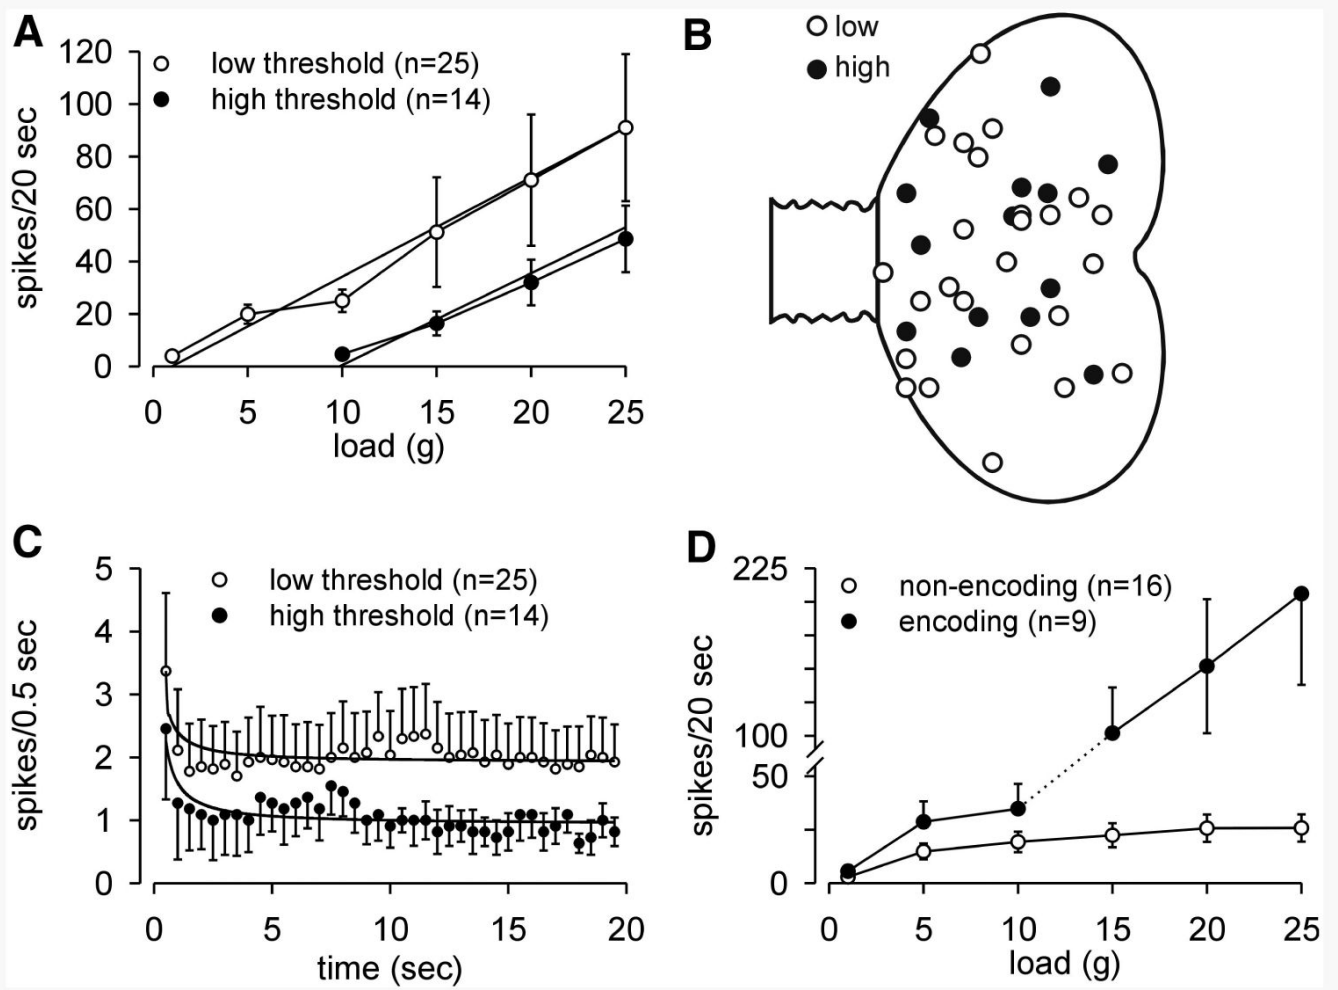 A
120
100
80
60
40
20
0
spikes/20 sec
low threshold (n=25)
high threshold (n=14)
0 5 10 15 20 25
load (g)
B
low
high
C
5
4
3
2
1
0
spikes/0.5 sec
low threshold (n=25)
high threshold (n=14)
0 5 10 15 20
time (sec)
D
225
100
50
0
spikes/20 sec
non-encoding (n=16)
encoding (n=9)
0 5 10 15 20 25
load (g)